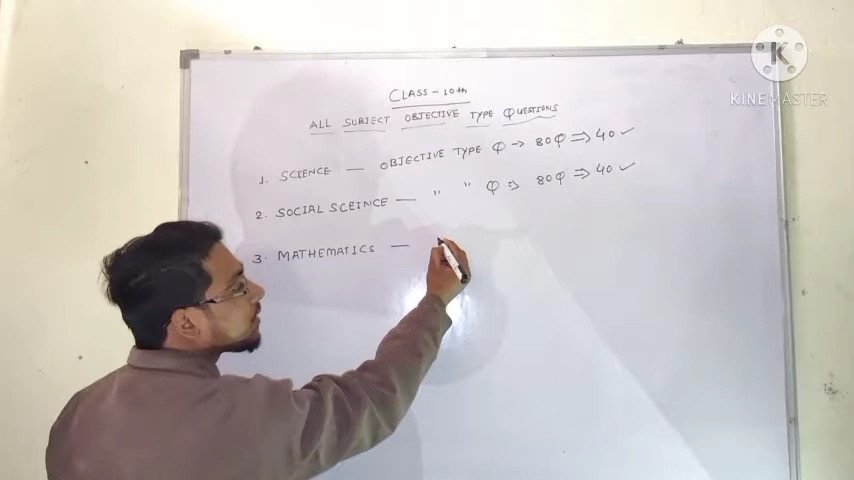 CLASS-10th
ALL SUBJECT OBJECTIVE TYPE QUESTIONS
1. SCIENCE — OBJECTIVE TYPE Q → 80Q ⇒ 40 ✓
2. SOCIAL SCEINCE — " " Q ⇒ 80Q ⇒ 40 ✓
3. MATHEMATICS —
K
KINEMASTER